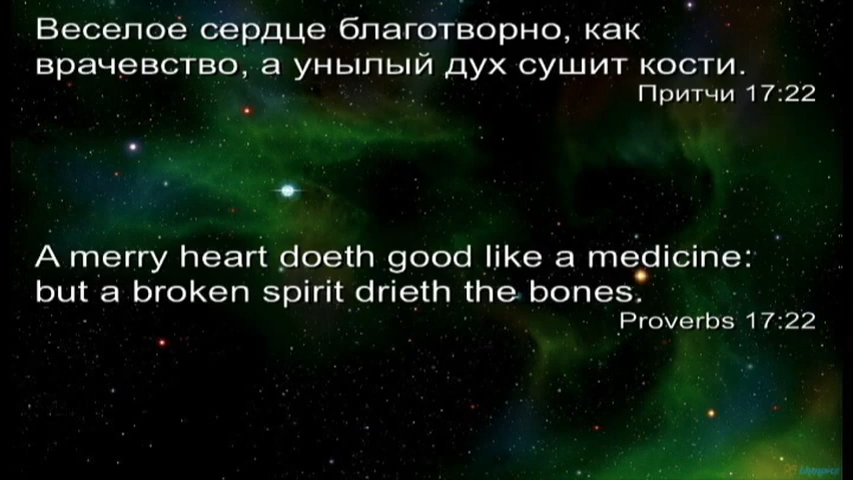 Веселое сердце благотворно, как
врачевство, а унылый дух сушит кости.
Притчи 17:22
A merry heart doeth good like a medicine:
but a broken spirit drieth the bones.
Proverbs 17:22